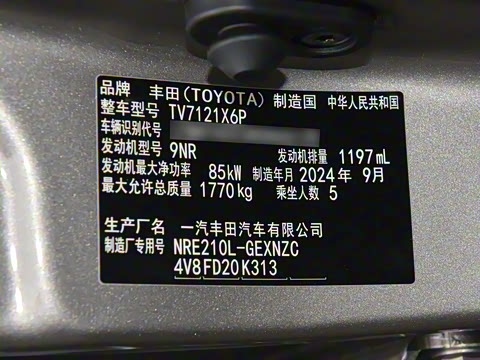 品牌 丰田(TOYOTA) 制造国 中华人民共和国
整车型号 TV7121X6P
车辆识别代号
发动机型号 9NR 发动机排量 1197mL
发动机最大净功率 85kW 制造年月 2024年 9月
最大允许总质量 1770kg 乘坐人数 5
生产厂名 一汽丰田汽车有限公司
制造厂专用号 NRE210L-GEXNZC
4V8FD20K313